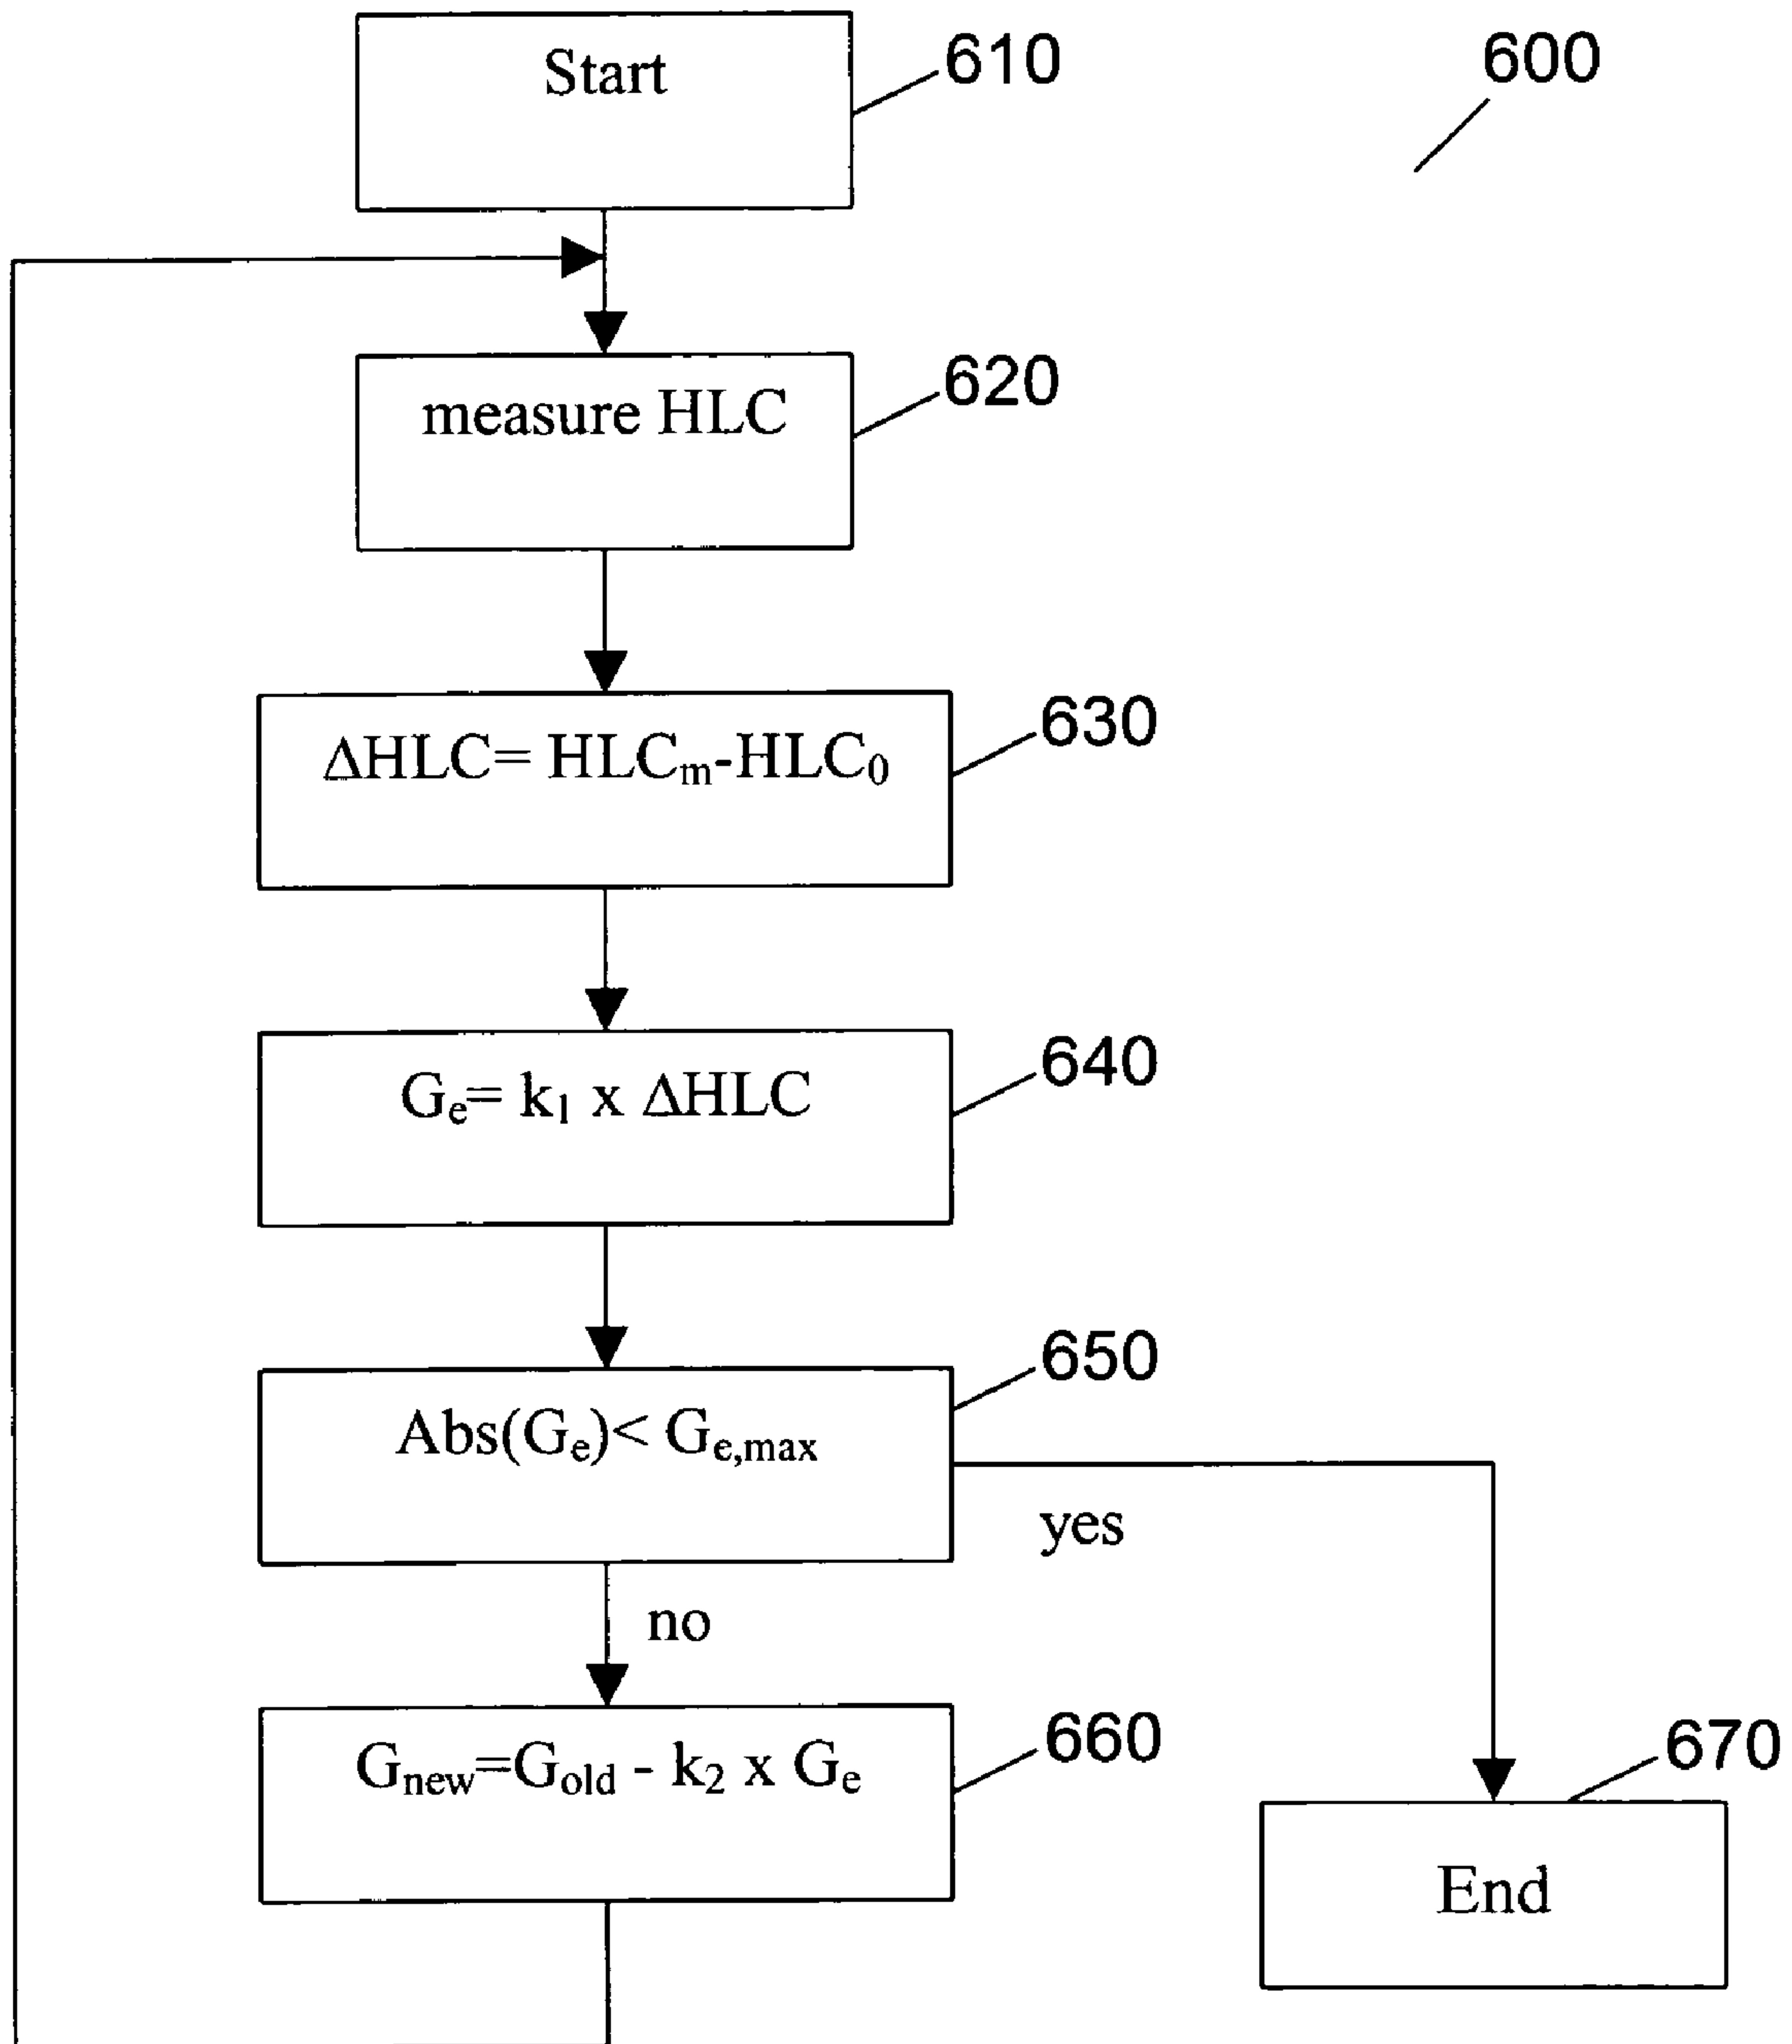 Start
610
600
measure HLC
620
ΔHLC= HLCₘ-HLC₀
630
Gₑ= k₁ x ΔHLC
640
Abs(Gₑ)< Gₑ,ₘₐₓ
650
yes
no
Gₙₑw=Gₒₗd - k₂ x Gₑ
660
670
End